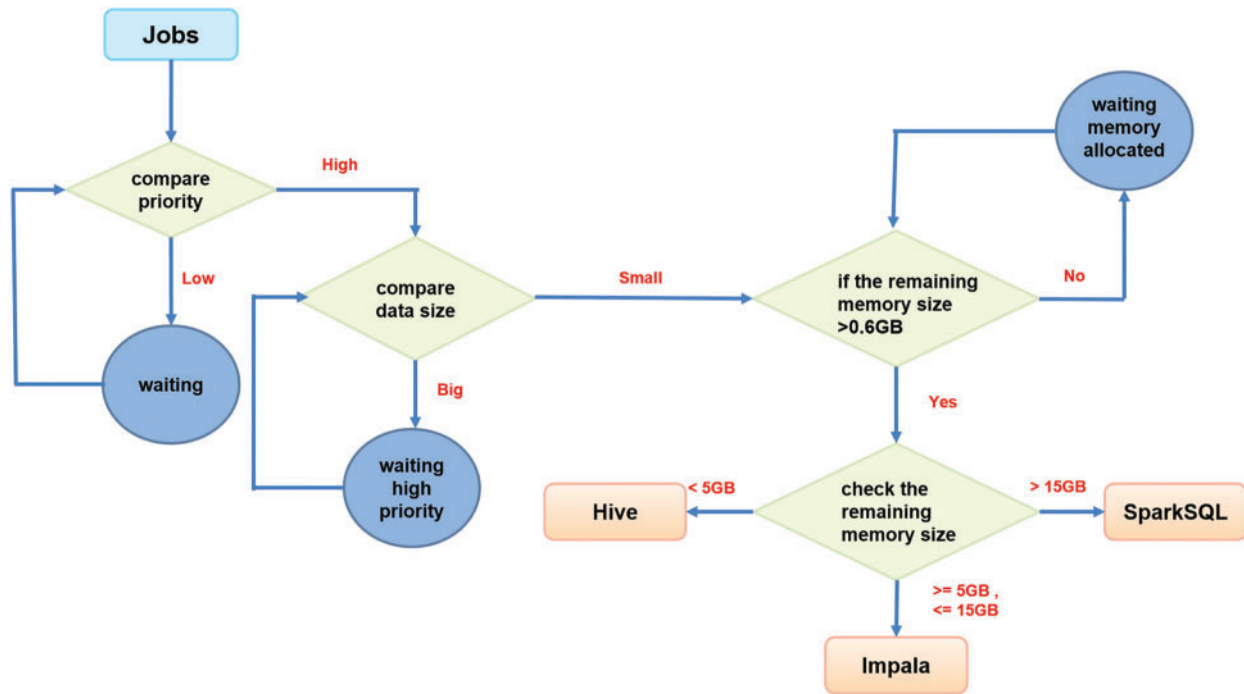 Jobs
compare
priority
High
Low
waiting
compare
data size
Small
Big
waiting
high
priority
waiting
memory
allocated
if the remaining
memory size
>0.6GB
No
Yes
check the
remaining
memory size
< 5GB
Hive
> 15GB
SparkSQL
>= 5GB ,
<= 15GB
Impala